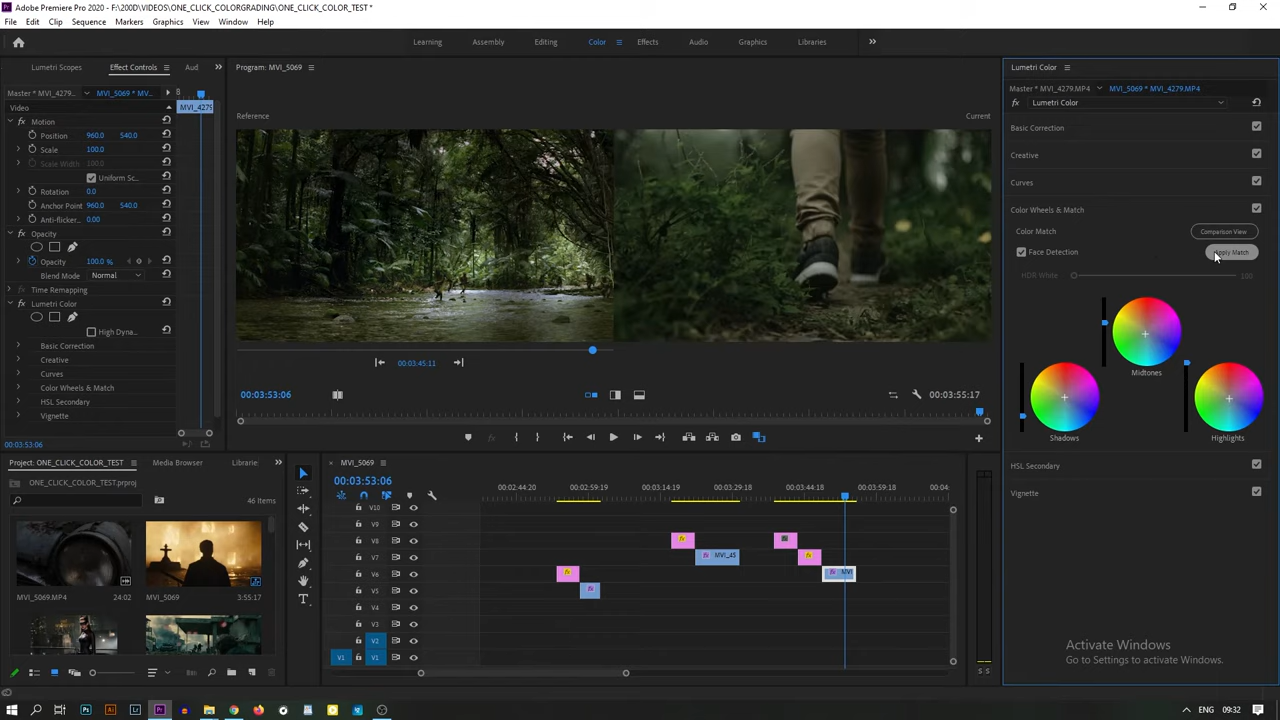 Adobe Premiere Pro 2020 - F:\200D\VIDEOS\ONE_CLICK_COLORGRADING\ONE_CLICK_COLOR_TEST *
File Edit Clip Sequence Markers Graphics View Window Help
Learning Assembly Editing Color Effects Audio Graphics Libraries
Lumetri Scopes Effect Controls Aud
Program: MVI_5069
Lumetri Color
Master * MVI_4279... MVI_5069 * MV...
Video
MVI_4279
Motion
Position 960.0 540.0
Scale 100.0
Scale Width 100.0
Uniform Sc...
Rotation 0.0
Anchor Point 960.0 540.0
Anti-flicker... 0.00
Opacity
Opacity 100.0 %
Blend Mode Normal
Time Remapping
Lumetri Color
High Dyna...
Basic Correction
Creative
Curves
Color Wheels & Match
HSL Secondary
Vignette
00:03:53:06
Reference Current
00:03:45:11
00:03:53:06 00:03:55:17
Master * MVI_4279.MP4 MVI_5069 * MVI_4279.MP4
fx Lumetri Color
Basic Correction
Creative
Curves
Color Wheels & Match
Color Match Comparison View
Face Detection Apply Match
HDR White 100
Midtones
Shadows Highlights
HSL Secondary
Vignette
Project: ONE_CLICK_COLOR_TEST Media Browser Librarie
ONE_CLICK_COLOR_TEST.prproj
46 Items
MVI_5069.MP4 24:02 MVI_5069 3:55:17
MVI_5069
00:03:53:06
00:02:44:20 00:02:59:19 00:03:14:19 00:03:29:18 00:03:44:18 00:03:59:18 00:04:
V10
V9
V8
V7 MVI_45
V6 MVI
V5
V4
V3
V2
V1 V1
S S
Activate Windows
Go to Settings to activate Windows.
Ps Ai Lr Pr ENG 09:32